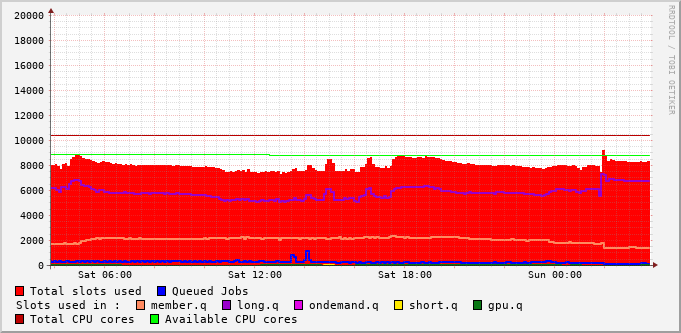 20000
18000
16000
14000
12000
10000
8000
6000
4000
2000
0
Sat 06:00 Sat 12:00 Sat 18:00 Sun 00:00
Total slots used Queued Jobs
Slots used in : member.q long.q ondemand.q short.q gpu.q
Total CPU cores Available CPU cores
RRDTOOL / TOBI OETIKER